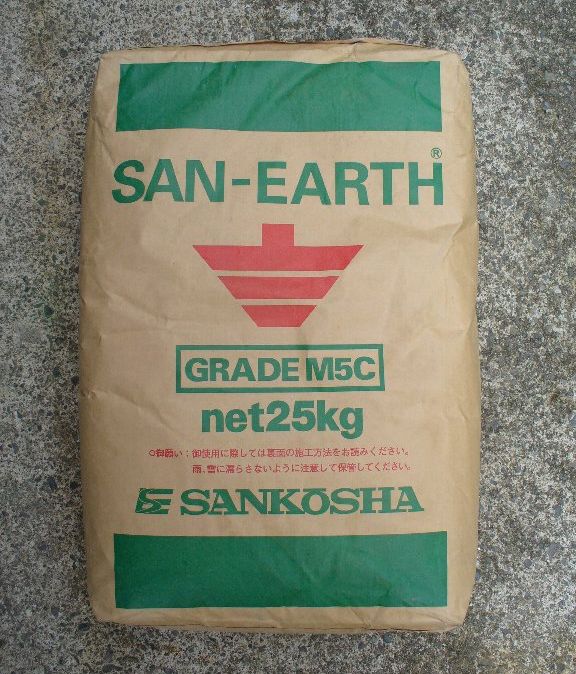 SAN-EARTH®
GRADE M5C
net25kg
○御願い；御使用に際しては裏面の施工方法をお読みください。
雨、雪に濡らさないように注意して保管してください。
SANKŌSHA